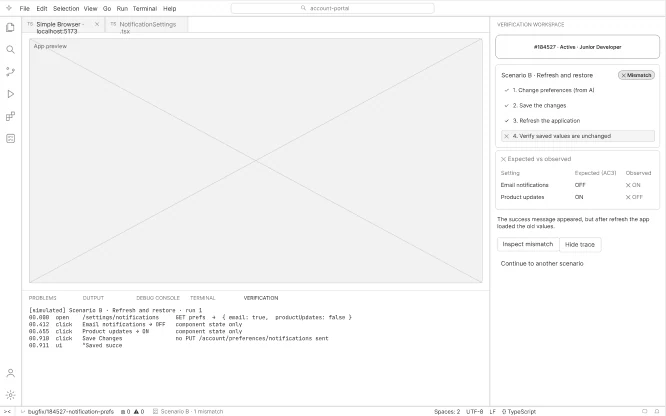 File Edit Selection View Go Run Terminal Help
account-portal
TS Simple Browser ·
localhost:5173
TS NotificationSettings
.tsx
App preview
PROBLEMS OUTPUT DEBUG CONSOLE TERMINAL VERIFICATION
[simulated] Scenario B · Refresh and restore · run 1
00.000 open /settings/notifications GET prefs → { email: true, productUpdates: false }
00.412 click Email notifications → OFF component state only
00.655 click Product updates → ON component state only
00.910 click Save Changes no PUT /account/preferences/notifications sent
00.911 ui "Saved succe
VERIFICATION WORKSPACE
#184527 · Active · Junior Developer
Scenario B · Refresh and restore
Mismatch
1. Change preferences (from A)
2. Save the changes
3. Refresh the application
4. Verify saved values are unchanged
Expected vs observed
Setting Expected (AC3) Observed
Email notifications OFF ON
Product updates ON OFF
The success message appeared, but after refresh the app
loaded the old values.
Inspect mismatch Hide trace
Continue to another scenario
bugfix/184527-notification-prefs 0 0 Scenario B · 1 mismatch
Spaces: 2 UTF-8 LF {} TypeScript